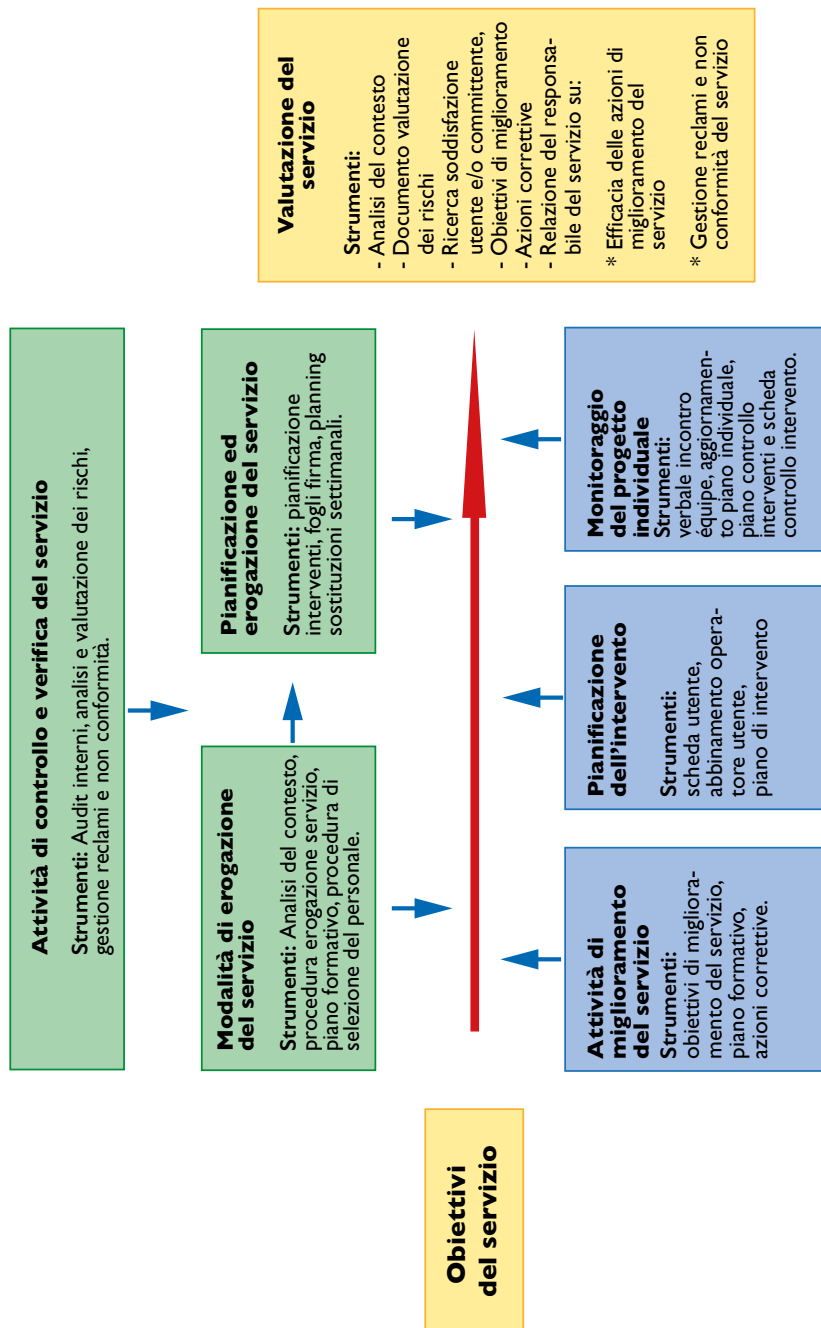 Attività di controllo e verifica del servizio
Strumenti: Audit interni, analisi e valutazione dei rischi,
gestione reclami e non conformità.
Modalità di erogazione
del servizio
Strumenti: Analisi del contesto,
procedura erogazione servizio,
piano formativo, procedura di
selezione del personale.
Pianificazione ed
erogazione del servizio
Strumenti: pianificazione
interventi, fogli firma, planning
sostituzioni settimanali.
Obiettivi
del servizio
Valutazione del
servizio
Strumenti:
- Analisi del contesto
- Documento valutazione
dei rischi
- Ricerca soddisfazione
utente e/o committente,
- Obiettivi di miglioramento
- Azioni correttive
- Relazione del responsa-
bile del servizio su:
* Efficacia delle azioni di
miglioramento del
servizio
* Gestione reclami e non
conformità del servizio
Attività di
miglioramento
del servizio
Strumenti:
obiettivi di migliora-
mento del servizio,
piano formativo,
azioni correttive.
Pianificazione
dell'intervento
Strumenti:
scheda utente,
abbinamento opera-
tore utente,
piano di intervento
Monitoraggio
del progetto
individuale
Strumenti:
verbale incontro
équipe, aggiornamen-
to piano individuale,
piano controllo
interventi e scheda
controllo intervento.